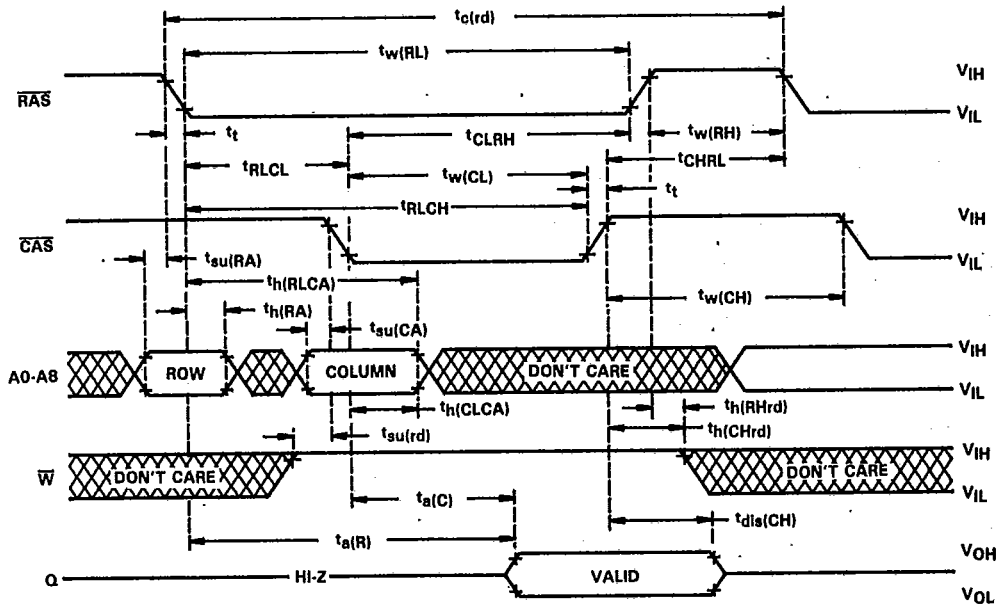 tc(rd)
tw(RL)
VIH
RAS
VIL
tt
tCLRH
tw(RH)
tRLCL
tCHRL
tw(CL)
tt
tRLCH
VIH
CAS
tsu(RA)
VIL
th(RLCA)
tw(CH)
th(RA)
tsu(CA)
VIH
A0-A8
ROW
COLUMN
DON'T CARE
VIL
th(CLCA)
th(RHrd)
tsu(rd)
th(CHrd)
VIH
W
DON'T CARE
DON'T CARE
VIL
ta(C)
tdis(CH)
ta(R)
VOH
Q
HI-Z
VALID
VOL